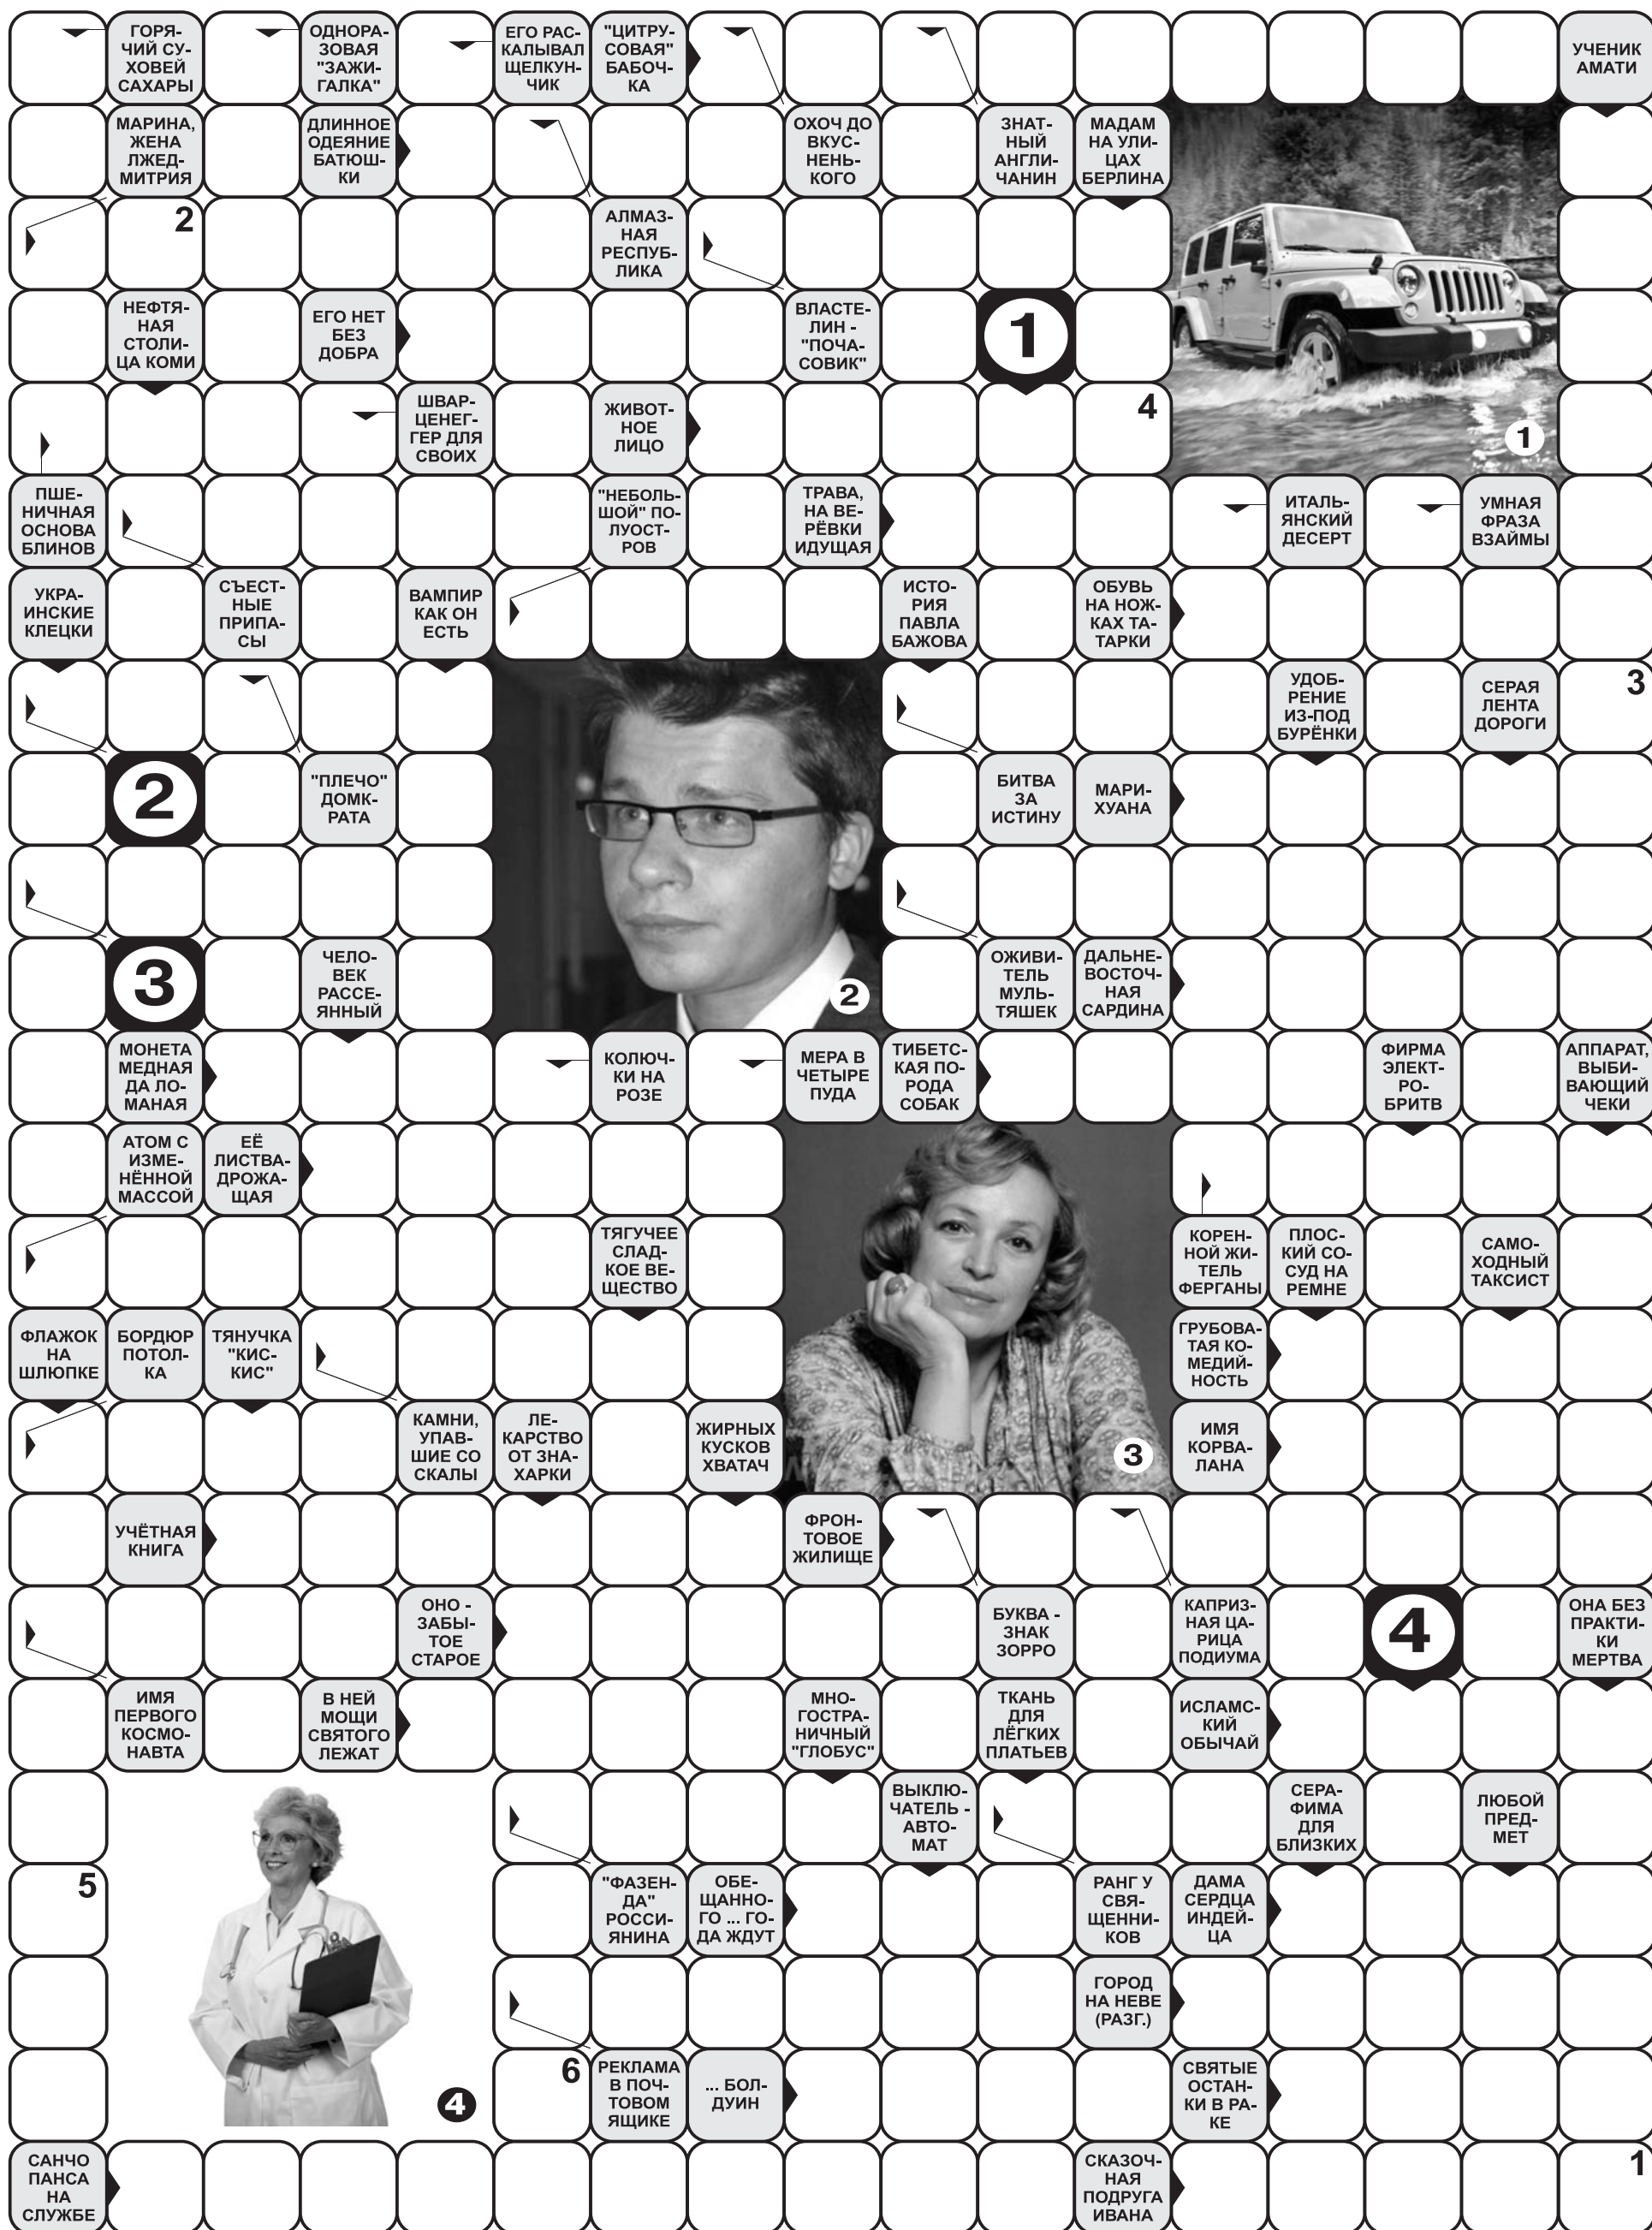 ГОРЯ-
ЧИЙ СУ-
ХОВЕЙ
САХАРЫ
ОДНОРА-
ЗОВАЯ
"ЗАЖИ-
ГАЛКА"
ЕГО РАС-
КАЛЫВАЛ
ЩЕЛКУН-
ЧИК
"ЦИТРУ-
СОВАЯ"
БАБОЧ-
КА
УЧЕНИК
АМАТИ
МАРИНА,
ЖЕНА
ЛЖЕД-
МИТРИЯ
ДЛИННОЕ
ОДЕЯНИЕ
БАТЮШ-
КИ
ОХОЧ ДО
ВКУС-
НЕНЬ-
КОГО
ЗНАТ-
НЫЙ
АНГЛИ-
ЧАНИН
МАДАМ
НА УЛИ-
ЦАХ
БЕРЛИНА
2
АЛМАЗ-
НАЯ
РЕСПУБ-
ЛИКА
НЕФТЯ-
НАЯ
СТОЛИ-
ЦА КОМИ
ЕГО НЕТ
БЕЗ
ДОБРА
ВЛАСТЕ-
ЛИН -
"ПОЧА-
СОВИК"
1
ШВАР-
ЦЕНЕГ-
ГЕР ДЛЯ
СВОИХ
ЖИВОТ-
НОЕ
ЛИЦО
4
1
ПШЕ-
НИЧНАЯ
ОСНОВА
БЛИНОВ
"НЕБОЛЬ-
ШОЙ" ПО-
ЛУОСТ-
РОВ
ТРАВА,
НА ВЕ-
РЁВКИ
ИДУЩАЯ
ИТАЛЬ-
ЯНСКИЙ
ДЕСЕРТ
УМНАЯ
ФРАЗА
ВЗАЙМЫ
УКРА-
ИНСКИЕ
КЛЕЦКИ
СЪЕСТ-
НЫЕ
ПРИПА-
СЫ
ВАМПИР
КАК ОН
ЕСТЬ
ИСТО-
РИЯ
ПАВЛА
БАЖОВА
ОБУВЬ
НА НОЖ-
КАХ ТА-
ТАРКИ
УДОБ-
РЕНИЕ
ИЗ-ПОД
БУРЁНКИ
СЕРАЯ
ЛЕНТА
ДОРОГИ
3
2
"ПЛЕЧО"
ДОМК-
РАТА
БИТВА
ЗА
ИСТИНУ
МАРИ-
ХУАНА
3
ЧЕЛО-
ВЕК
РАССЕ-
ЯННЫЙ
2
ОЖИВИ-
ТЕЛЬ
МУЛЬ-
ТЯШЕК
ДАЛЬНЕ-
ВОСТОЧ-
НАЯ
САРДИНА
МОНЕТА
МЕДНАЯ
ДА ЛО-
МАНАЯ
КОЛЮЧ-
КИ НА
РОЗЕ
МЕРА В
ЧЕТЫРЕ
ПУДА
ТИБЕТС-
КАЯ ПО-
РОДА
СОБАК
ФИРМА
ЭЛЕКТ-
РО-
БРИТВ
АППАРАТ,
ВЫБИ-
ВАЮЩИЙ
ЧЕКИ
АТОМ С
ИЗМЕ-
НЁННОЙ
МАССОЙ
ЕЁ
ЛИСТВА-
ДРОЖА-
ЩАЯ
ТЯГУЧЕЕ
СЛАД-
КОЕ ВЕ-
ЩЕСТВО
КОРЕН-
НОЙ ЖИ-
ТЕЛЬ
ФЕРГАНЫ
ПЛОС-
КИЙ СО-
СУД НА
РЕМНЕ
САМО-
ХОДНЫЙ
ТАКСИСТ
ФЛАЖОК
НА
ШЛЮПКЕ
БОРДЮР
ПОТОЛ-
КА
ТЯНУЧКА
"КИС-
КИС"
ГРУБОВА-
ТАЯ КО-
МЕДИЙ-
НОСТЬ
КАМНИ,
УПАВ-
ШИЕ СО
СКАЛЫ
ЛЕ-
КАРСТВО
ОТ ЗНА-
ХАРКИ
ЖИРНЫХ
КУСКОВ
ХВАТАЧ
3
ИМЯ
КОРВА-
ЛАНА
УЧЁТНАЯ
КНИГА
ФРОН-
ТОВОЕ
ЖИЛИЩЕ
ОНО -
ЗАБЫ-
ТОЕ
СТАРОЕ
БУКВА -
ЗНАК
ЗОРРО
КАПРИЗ-
НАЯ ЦА-
РИЦА
ПОДИУМА
4
ОНА БЕЗ
ПРАКТИ-
КИ
МЕРТВА
ИМЯ
ПЕРВОГО
КОСМО-
НАВТА
В НЕЙ
МОЩИ
СВЯТОГО
ЛЕЖАТ
МНО-
ГОСТРА-
НИЧНЫЙ
"ГЛОБУС"
ТКАНЬ
ДЛЯ
ЛЁГКИХ
ПЛАТЬЕВ
ИСЛАМС-
КИЙ
ОБЫЧАЙ
ВЫКЛЮ-
ЧАТЕЛЬ -
АВТО-
МАТ
СЕРА-
ФИМА
ДЛЯ
БЛИЗКИХ
ЛЮБОЙ
ПРЕД-
МЕТ
5
"ФАЗЕН-
ДА"
РОССИ-
ЯНИНА
ОБЕ-
ЩАННО-
ГО ... ГО-
ДА ЖДУТ
РАНГ У
СВЯ-
ЩЕННИ-
КОВ
ДАМА
СЕРДЦА
ИНДЕЙ-
ЦА
ГОРОД
НА НЕВЕ
(РАЗГ.)
4
6
РЕКЛАМА
В ПОЧ-
ТОВОМ
ЯЩИКЕ
... БОЛ-
ДУИН
СВЯТЫЕ
ОСТАН-
КИ В РА-
КЕ
САНЧО
ПАНСА
НА
СЛУЖБЕ
СКАЗОЧ-
НАЯ
ПОДРУГА
ИВАНА
1